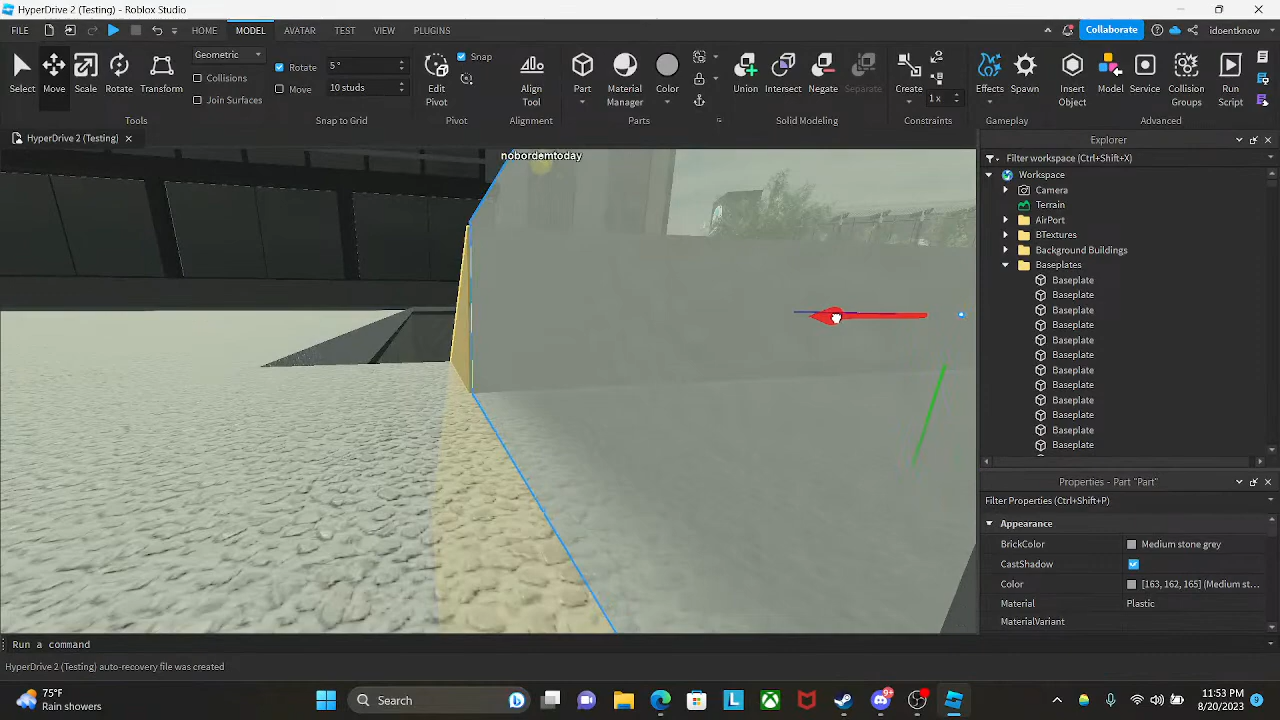 HyperDrive 2 (Testing) - Roblox Studio
FILE HOME MODEL AVATAR TEST VIEW PLUGINS Collaborate idoentknow
Select Move Scale Rotate Transform
Geometric
Collisions
Join Surfaces
Tools
Rotate 5°
Move 10 studs
Snap to Grid
Edit Pivot
Snap
Pivot
Align Tool
Alignment
Part Material Manager Color
Parts
Union Intersect Negate Separate
Solid Modeling
Create 1 x
Constraints
Effects Spawn
Gameplay
Insert Object Model Service Collision Groups Run Script
Advanced
HyperDrive 2 (Testing)
nobordemtoday
Explorer
Filter workspace (Ctrl+Shift+X)
Workspace
Camera
Terrain
AirPort
BTextures
Background Buildings
Baseplates
Baseplate
Baseplate
Baseplate
Baseplate
Baseplate
Baseplate
Baseplate
Baseplate
Baseplate
Baseplate
Baseplate
Baseplate
Properties - Part "Part"
Filter Properties (Ctrl+Shift+P)
Appearance
BrickColor Medium stone grey
CastShadow
Color [163, 162, 165] (Medium st...
Material Plastic
MaterialVariant
Run a command
HyperDrive 2 (Testing) auto-recovery file was created
75°F
Rain showers
Search
L
9+
11:53 PM
8/20/2023
9